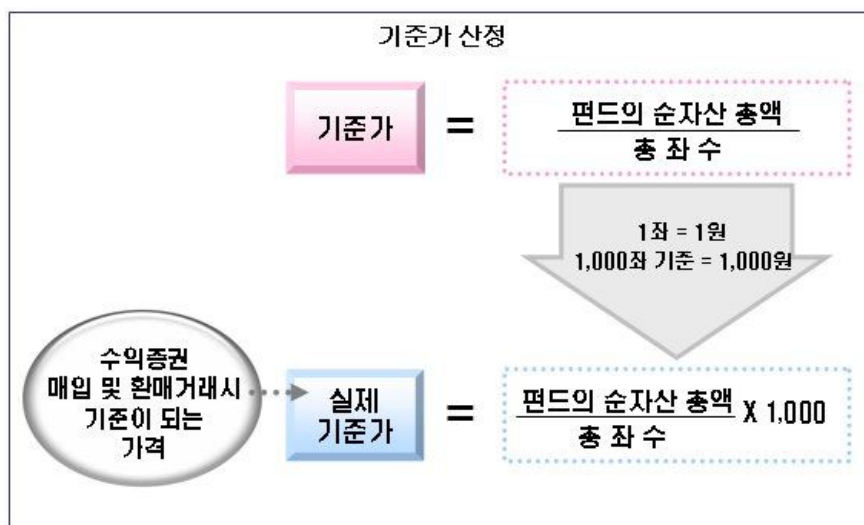 기준가 산정
기준가 = 펀드의 순자산 총액
총 좌 수
1좌 = 1원
1,000좌 기준 = 1,000원
수익증권
매입 및 환매거래시
기준이 되는
가격
실제
기준가
= 펀드의 순자산 총액 X 1,000
총 좌 수